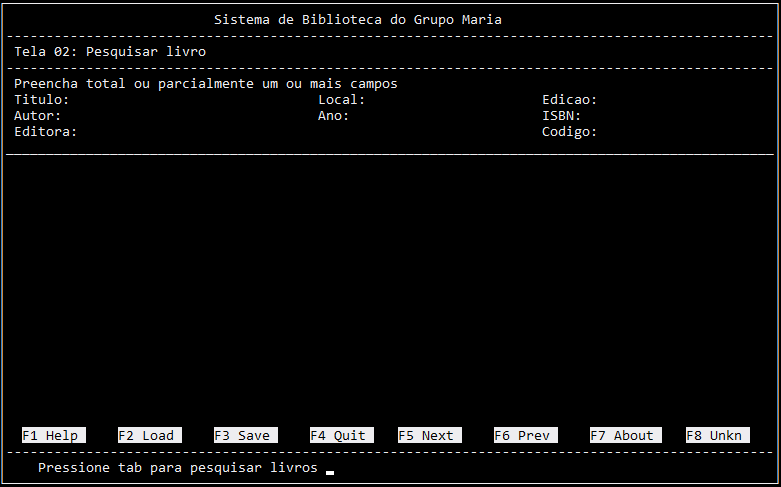 Sistema de Biblioteca do Grupo Maria
Tela 02: Pesquisar livro
Preencha total ou parcialmente um ou mais campos
Titulo: Local: Edicao:
Autor: Ano: ISBN:
Editora: Codigo:
F1 Help F2 Load F3 Save F4 Quit F5 Next F6 Prev F7 About F8 Unkn
Pressione tab para pesquisar livros